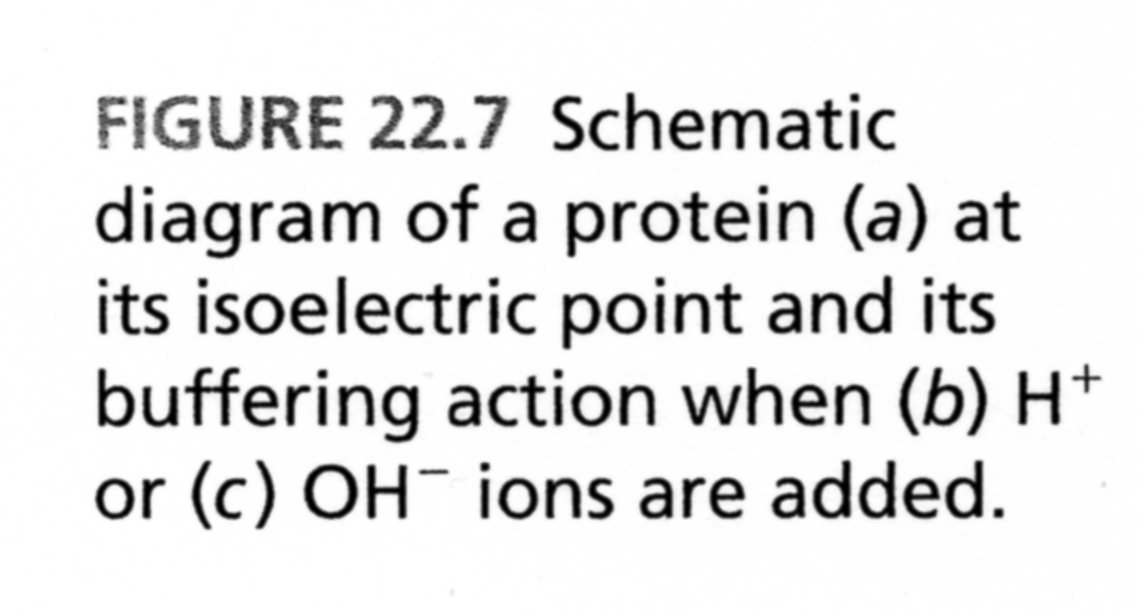 FIGURE 22.7 Schematic
diagram of a protein (a) at
its isoelectric point and its
buffering action when (b) H⁺
or (c) OH⁻ ions are added.